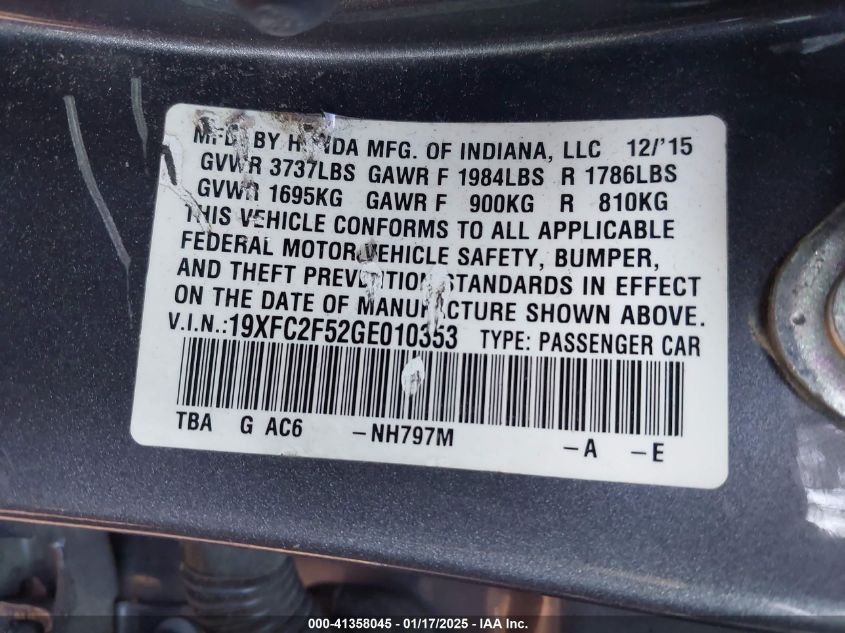 MFD. BY HONDA MFG. OF INDIANA, LLC 12/'15
GVWR 3737LBS GAWR F 1984LBS R 1786LBS
GVWR 1695KG GAWR F 900KG R 810KG
THIS VEHICLE CONFORMS TO ALL APPLICABLE
FEDERAL MOTOR VEHICLE SAFETY, BUMPER,
AND THEFT PREVENTION STANDARDS IN EFFECT
ON THE DATE OF MANUFACTURE SHOWN ABOVE.
V.I.N.:19XFC2F52GE010353 TYPE: PASSENGER CAR
TBA G AC6 -NH797M -A -E
000-41358045 - 01/17/2025 - IAA Inc.